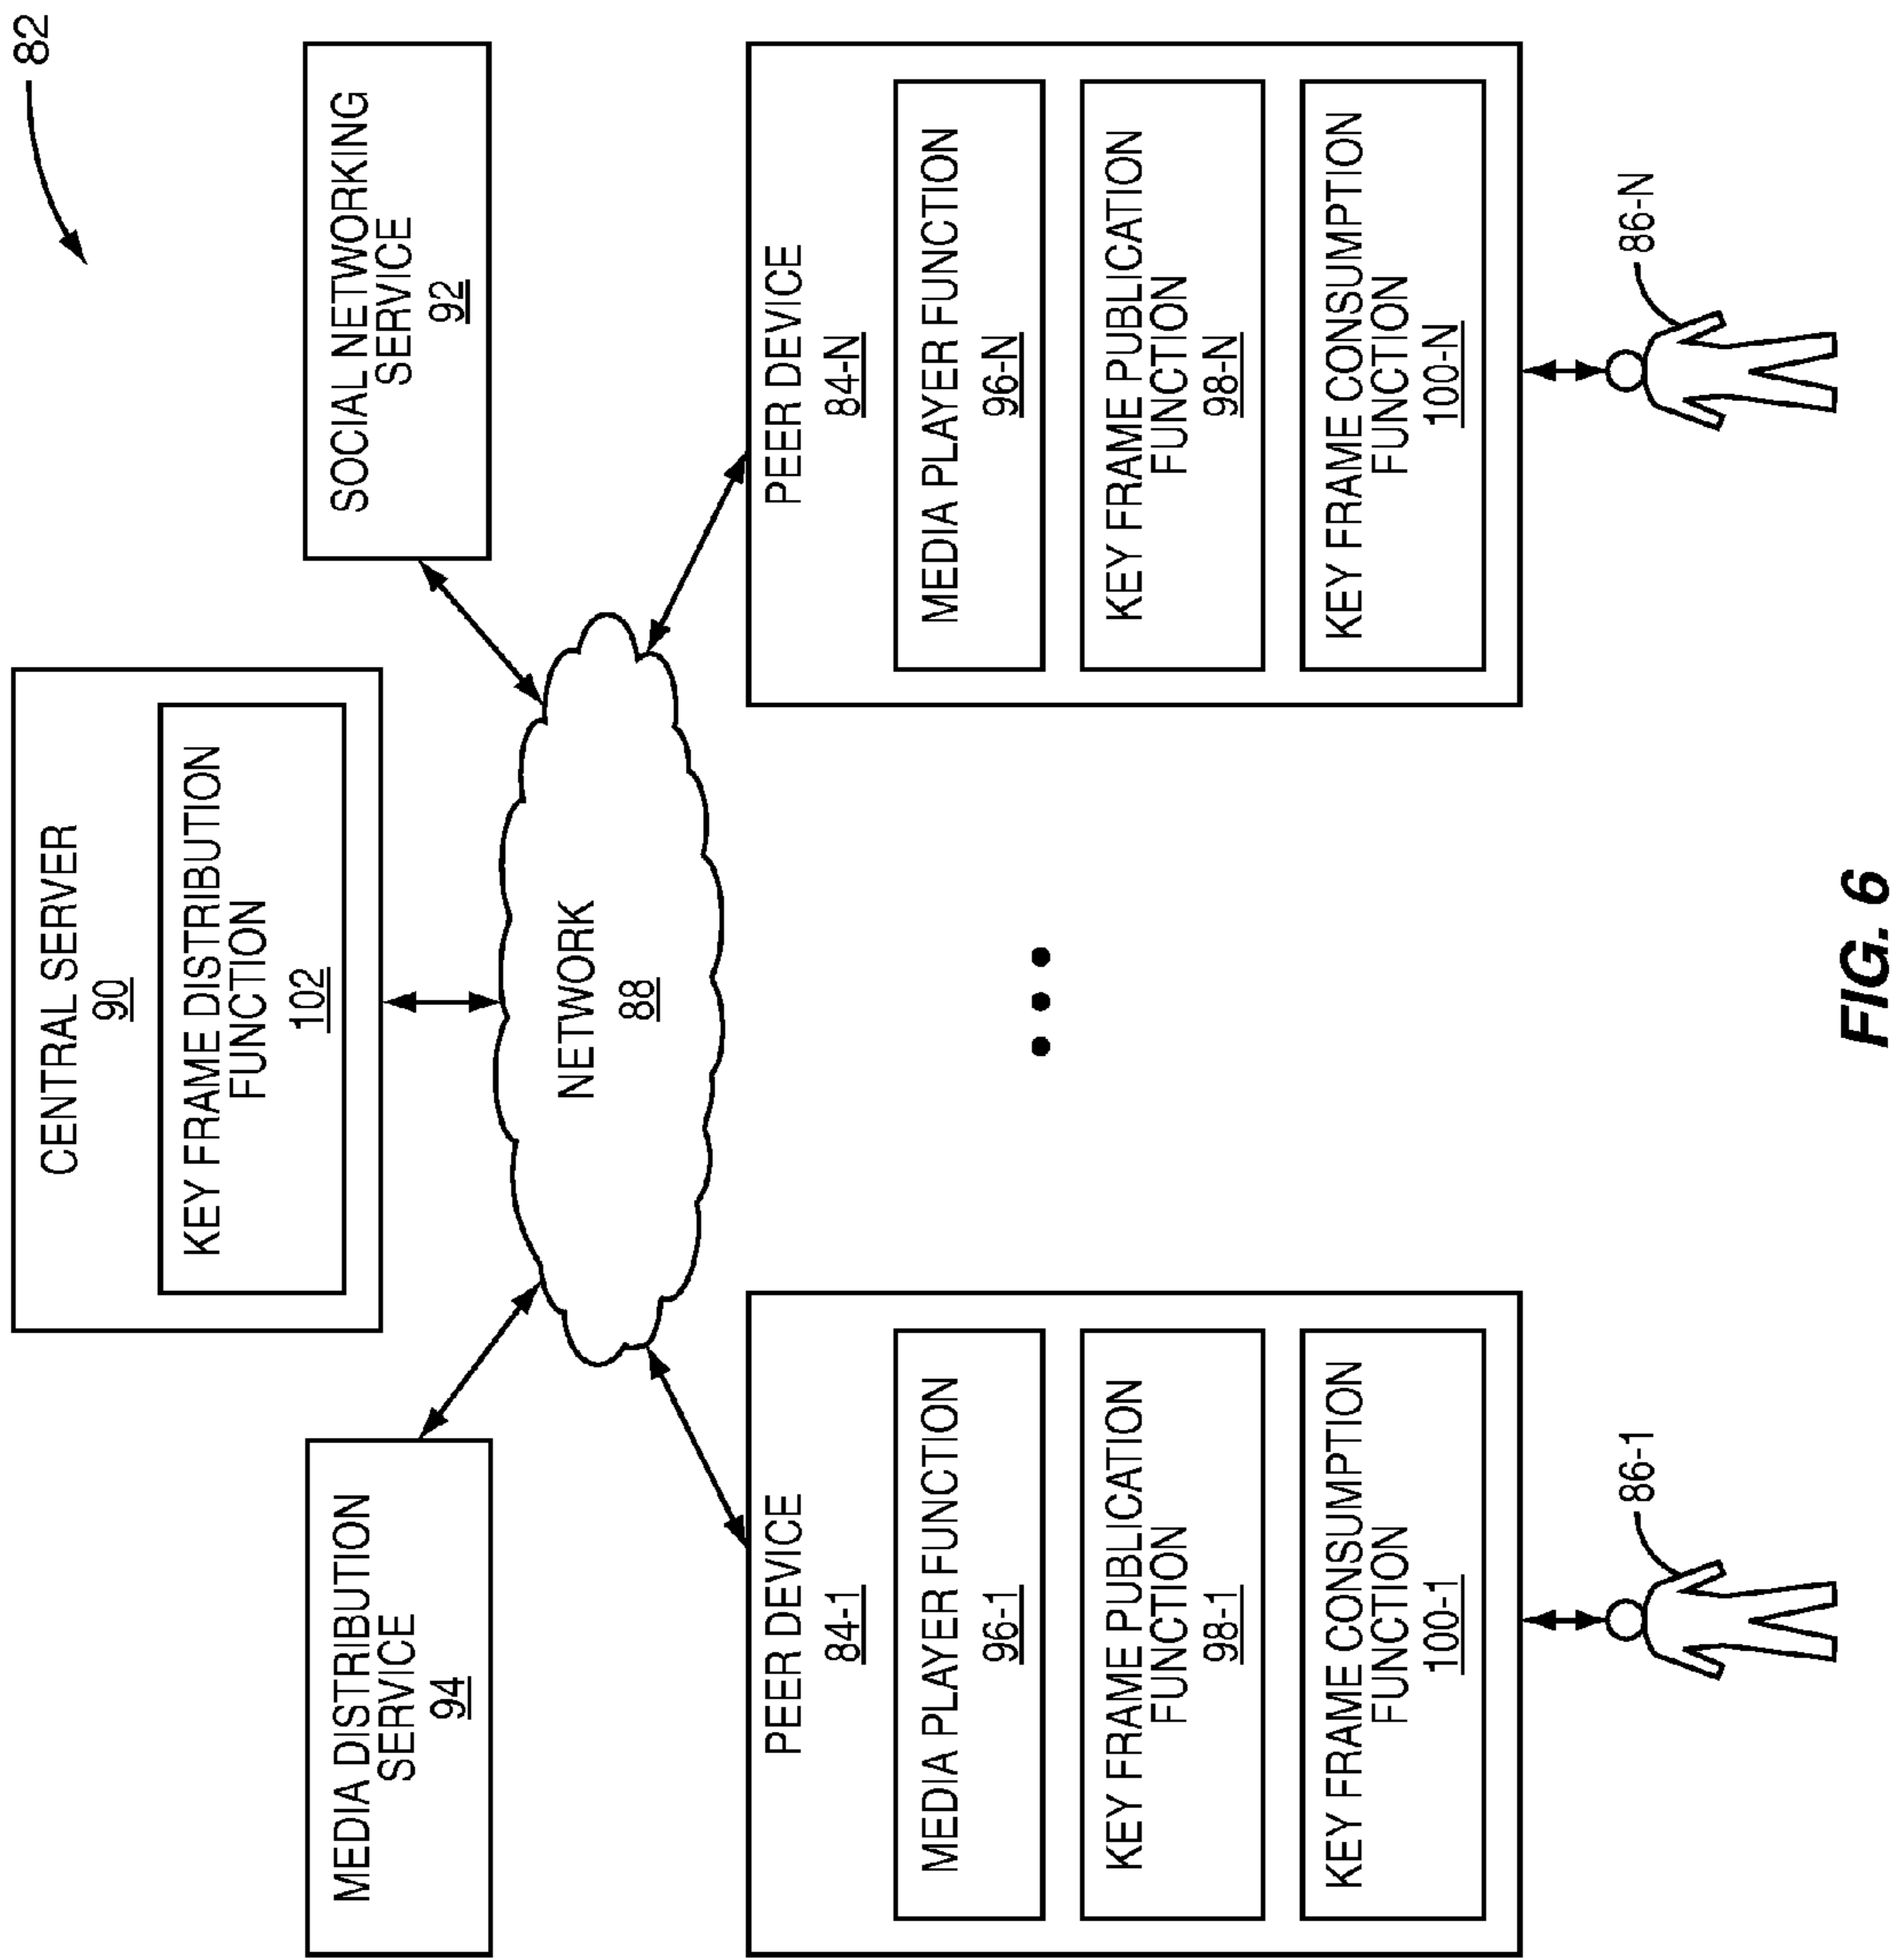 82
CENTRAL SERVER
90
KEY FRAME DISTRIBUTION
FUNCTION
102
MEDIA DISTRIBUTION
SERVICE
94
SOCIAL NETWORKING
SERVICE
92
NETWORK
88
PEER DEVICE
84-1
MEDIA PLAYER FUNCTION
96-1
KEY FRAME PUBLICATION
FUNCTION
98-1
KEY FRAME CONSUMPTION
FUNCTION
100-1
86-1
PEER DEVICE
84-N
MEDIA PLAYER FUNCTION
96-N
KEY FRAME PUBLICATION
FUNCTION
98-N
KEY FRAME CONSUMPTION
FUNCTION
100-N
86-N
FIG. 6